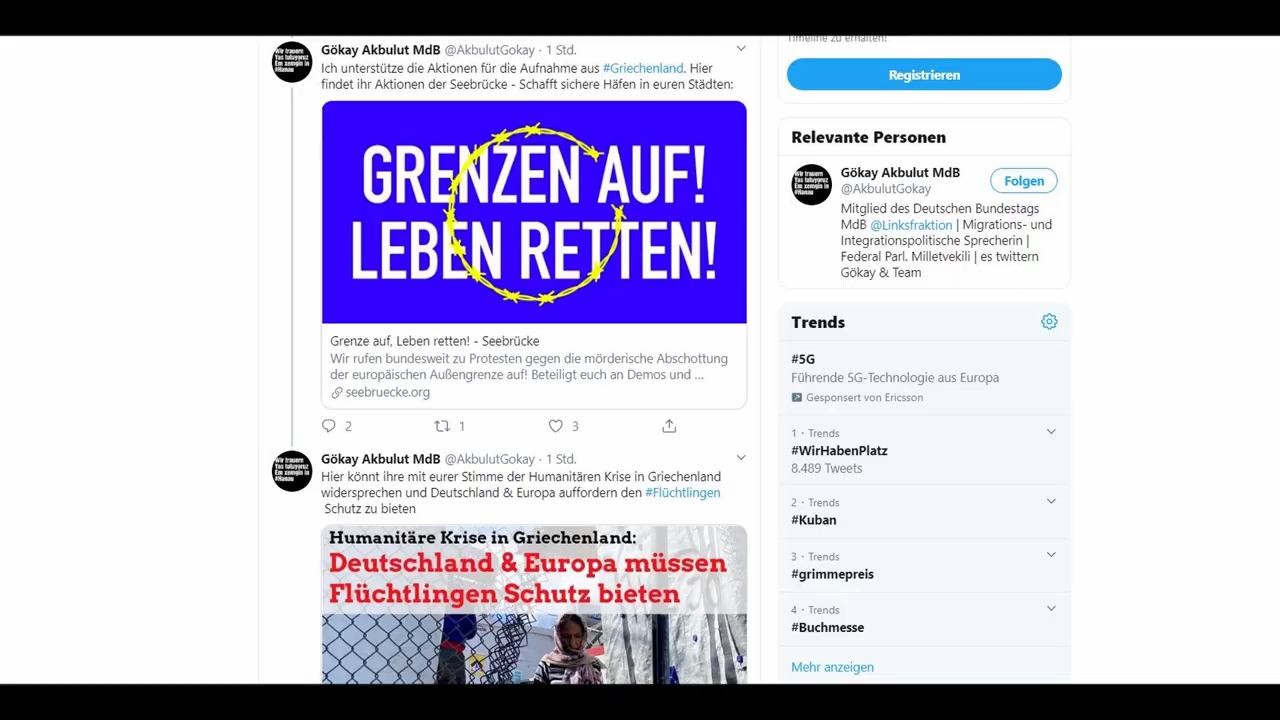 Gökay Akbulut MdB @AkbulutGokay · 1 Std.
Ich unterstütze die Aktionen für die Aufnahme aus #Griechenland. Hier
findet ihr Aktionen der Seebrücke - Schafft sichere Häfen in euren Städten:
GRENZEN AUF!
LEBEN RETTEN!
Grenze auf, Leben retten! - Seebrücke
Wir rufen bundesweit zu Protesten gegen die mörderische Abschottung
der europäischen Außengrenze auf! Beteiligt euch an Demos und ...
seebruecke.org
2 1 3
Gökay Akbulut MdB @AkbulutGokay · 1 Std.
Hier könnt ihre mit eurer Stimme der Humanitären Krise in Griechenland
widersprechen und Deutschland & Europa auffordern den #Flüchtlingen
Schutz zu bieten
Humanitäre Krise in Griechenland:
Deutschland & Europa müssen
Flüchtlingen Schutz bieten
Timeline zu erhalten!
Registrieren
Relevante Personen
Gökay Akbulut MdB
@AkbulutGokay
Folgen
Mitglied des Deutschen Bundestags
MdB @Linksfraktion | Migrations- und
Integrationspolitische Sprecherin |
Federal Parl. Milletvekili | es twittern
Gökay & Team
Trends
#5G
Führende 5G-Technologie aus Europa
Gesponsert von Ericsson
1 · Trends
#WirHabenPlatz
8.489 Tweets
2 · Trends
#Kuban
3 · Trends
#grimmepreis
4 · Trends
#Buchmesse
Mehr anzeigen